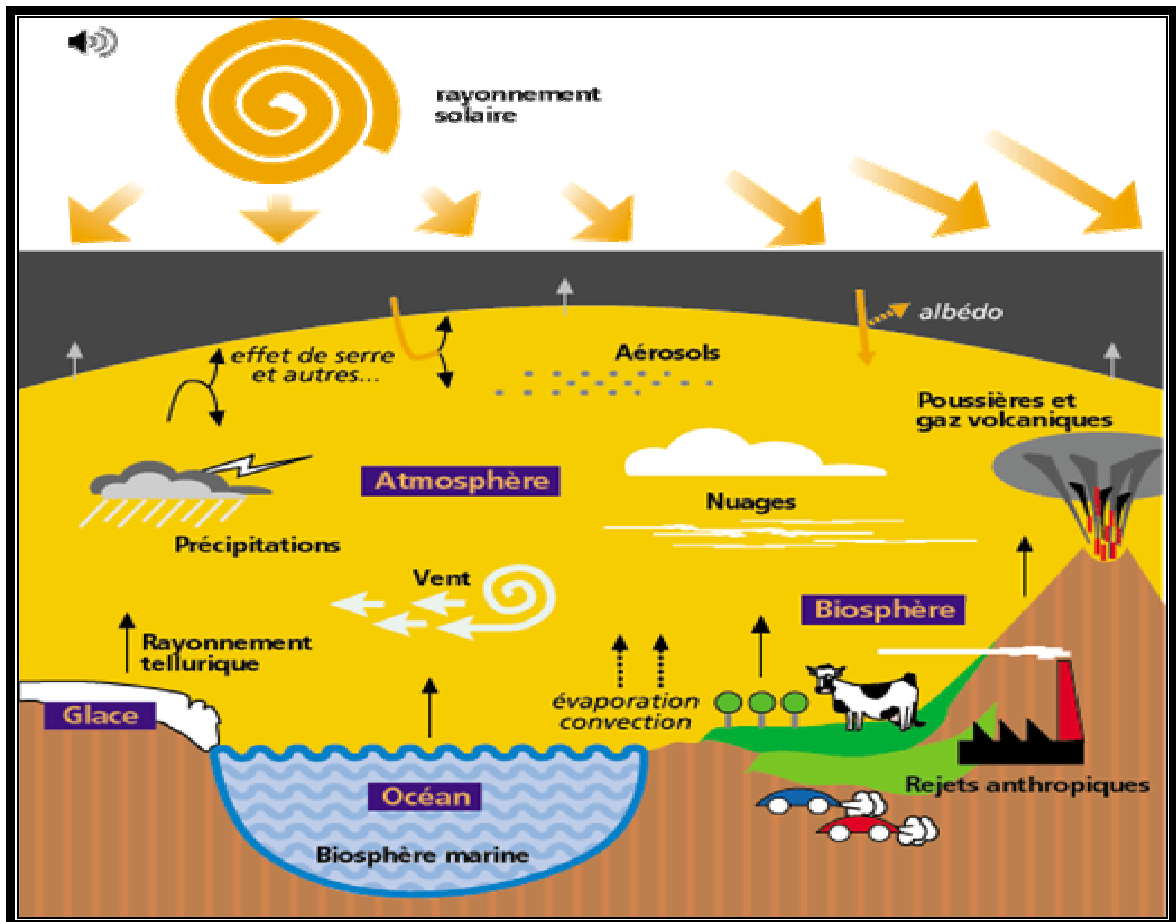 rayonnement
solaire
albédo
effet de serre
et autres...
Aérosols
Poussières et
gaz volcaniques
Atmosphère
Nuages
Précipitations
Vent
Biosphère
Rayonnement
tellurique
évaporation
convection
Glace
Rejets anthropiques
Océan
Biosphère marine